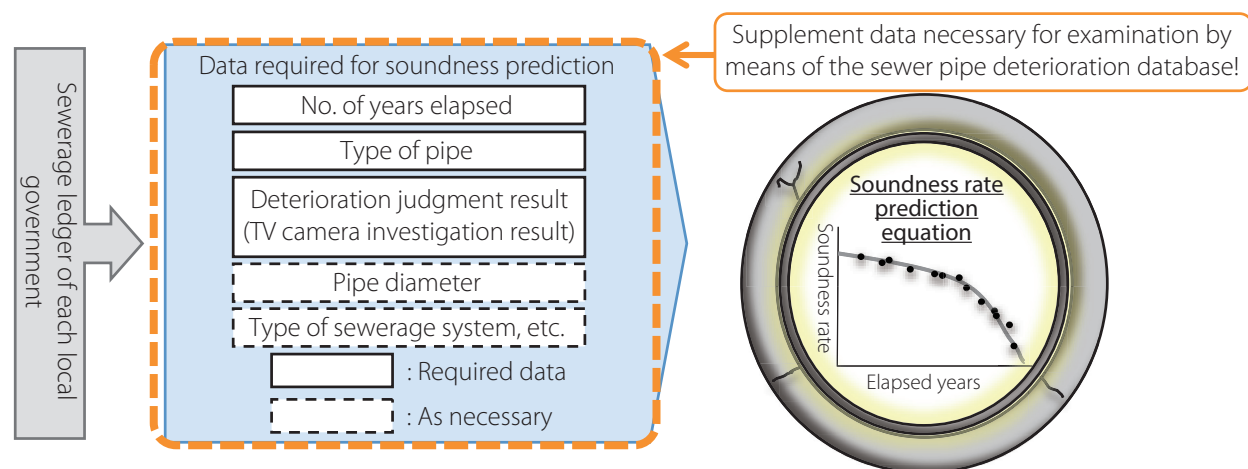 Sewerage ledger of each local
government
Data required for soundness prediction
No. of years elapsed
Type of pipe
Deterioration judgment result
(TV camera investigation result)
Pipe diameter
Type of sewerage system, etc.
: Required data
: As necessary
Supplement data necessary for examination by
means of the sewer pipe deterioration database!
Soundness rate
prediction
equation
Soundness rate
Elapsed years